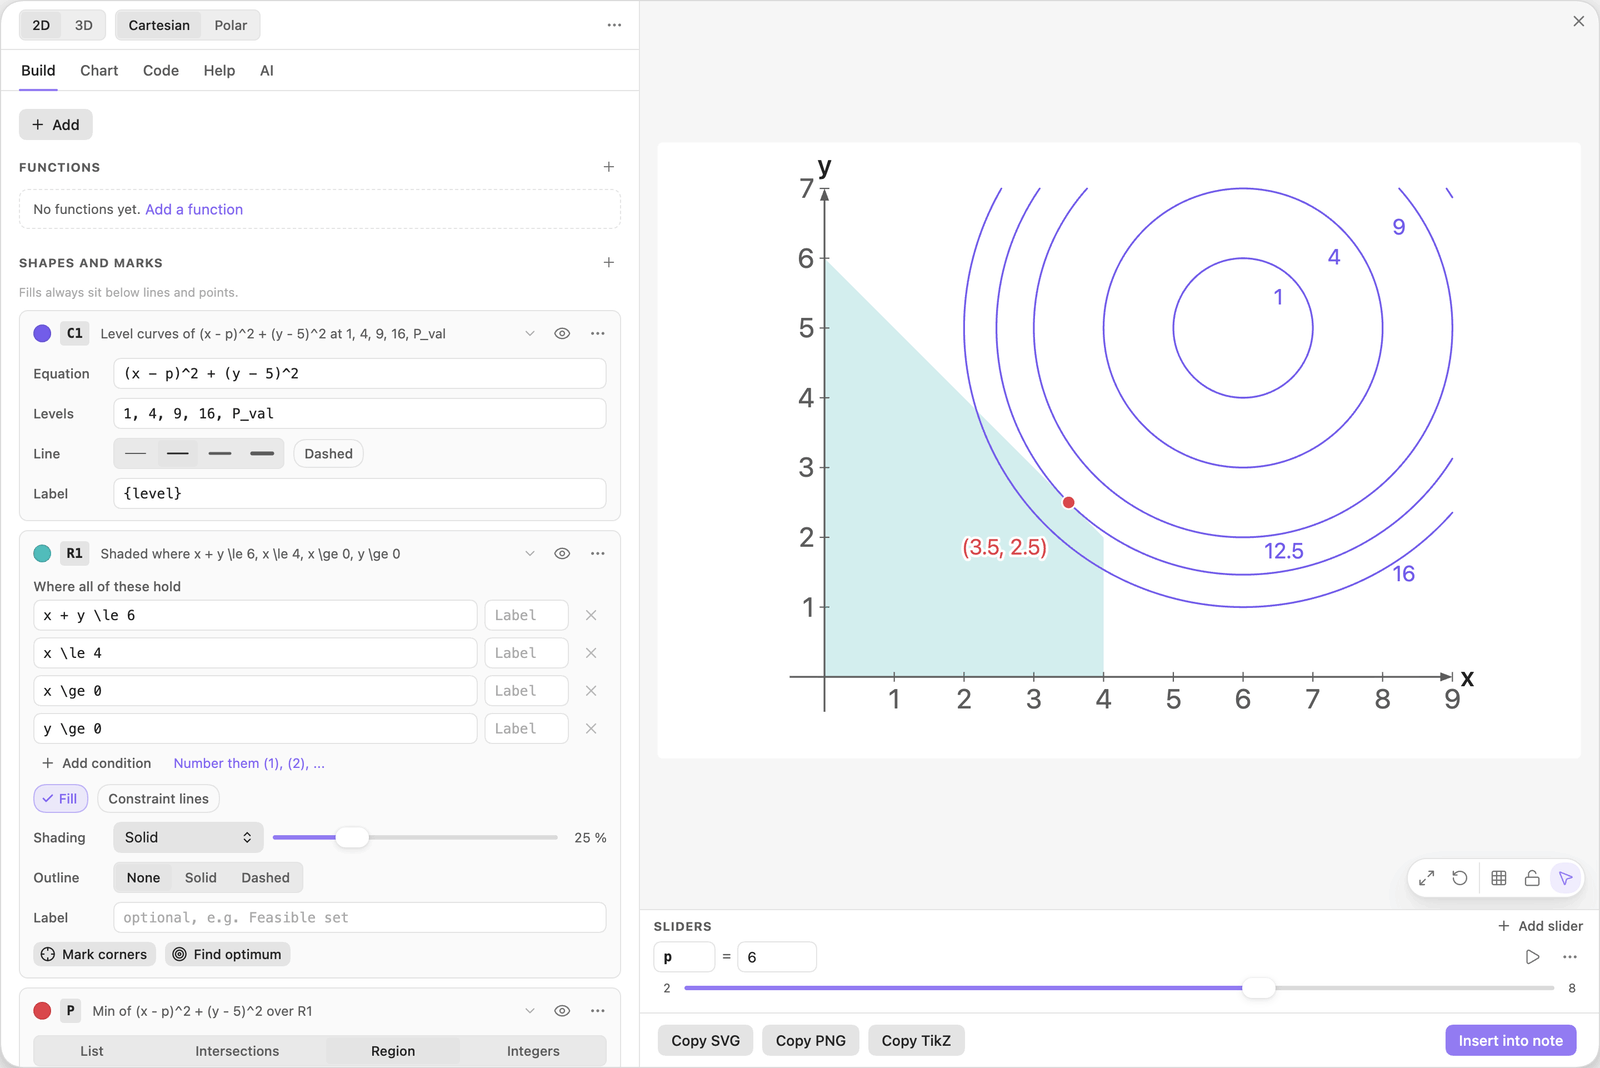 2D 3D Cartesian Polar
Build Chart Code Help AI
+ Add
FUNCTIONS
No functions yet. Add a function
SHAPES AND MARKS
Fills always sit below lines and points.
C1 Level curves of (x - p)^2 + (y - 5)^2 at 1, 4, 9, 16, P_val
Equation (x − p)^2 + (y − 5)^2
Levels 1, 4, 9, 16, P_val
Line Dashed
Label {level}
R1 Shaded where x + y \le 6, x \le 4, x \ge 0, y \ge 0
Where all of these hold
x + y \le 6 Label
x \le 4 Label
x \ge 0 Label
y \ge 0 Label
+ Add condition Number them (1), (2), ...
Fill Constraint lines
Shading Solid 25 %
Outline None Solid Dashed
Label optional, e.g. Feasible set
Mark corners Find optimum
P Min of (x - p)^2 + (y - 5)^2 over R1
List Intersections Region Integers
y
7
9
6
4
1
5
4
3
2
(3.5, 2.5)
12.5
16
1
x
1 2 3 4 5 6 7 8 9
SLIDERS + Add slider
p = 6
2 8
Copy SVG Copy PNG Copy TikZ Insert into note